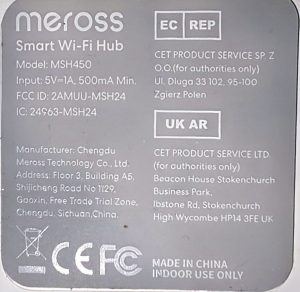 meross
Smart Wi-Fi Hub
Model: MSH450
Input: 5V=1A, 500mA Min.
FCC ID: 2AMUU-MSH24
IC: 24963-MSH24
Manufacturer: Chengdu
Meross Technology Co., Ltd.
Address: Floor 3, Building A5,
Shijicheng Road No 1129,
Gaoxin, Free Trade Trial Zone,
Chengdu, Sichuan,China.
EC REP
CET PRODUCT SERVICE SP. Z
O.O.(for authorities only)
Ul. Dluga 33 102, 95-100
Zgierz Polen
UK AR
CET PRODUCT SERVICE LTD.
(for authorities only)
Beacon House Stokenchurch
Business Park,
Ibstone Rd, Stokenchurch
High Wycombe HP14 3FE UK
CE FC
MADE IN CHINA
INDOOR USE ONLY